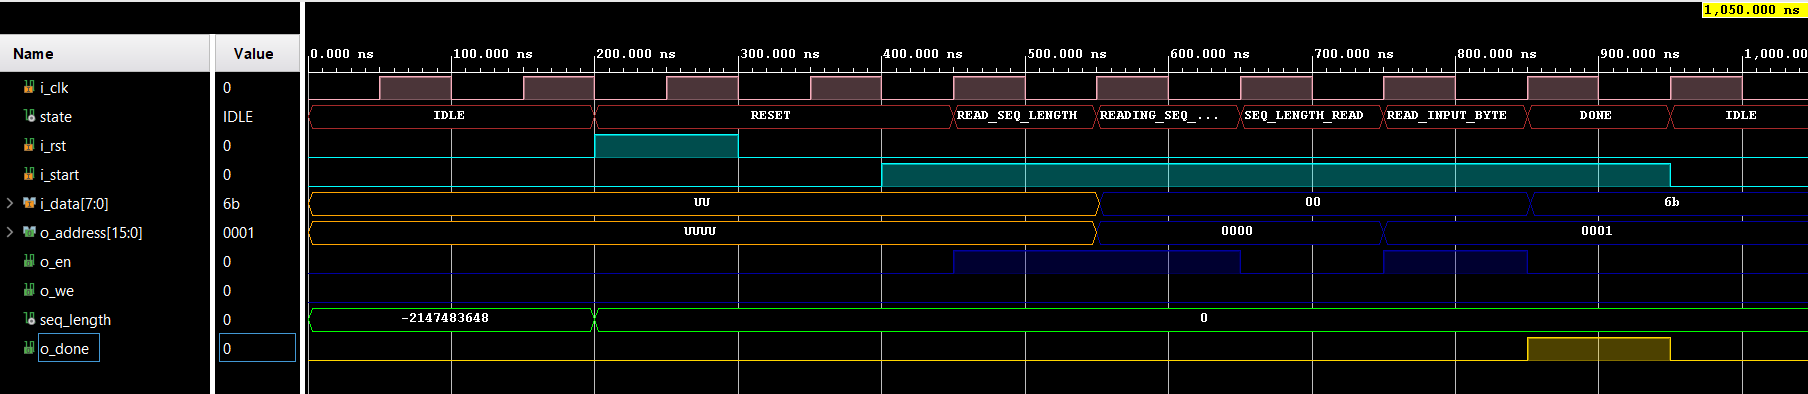 1,050.000 ns
Name Value 0.000 ns 100.000 ns 200.000 ns 300.000 ns 400.000 ns 500.000 ns 600.000 ns 700.000 ns 800.000 ns 900.000 ns 1,000.00
i_clk 0
state IDLE IDLE RESET READ_SEQ_LENGTH READING_SEQ_... SEQ_LENGTH_READ READ_INPUT_BYTE DONE IDLE
i_rst 0
i_start 0
i_data[7:0] 6b UU 00 6b
o_address[15:0] 0001 UUUU 0000 0001
o_en 0
o_we 0
seq_length 0 -2147483648 0
o_done 0